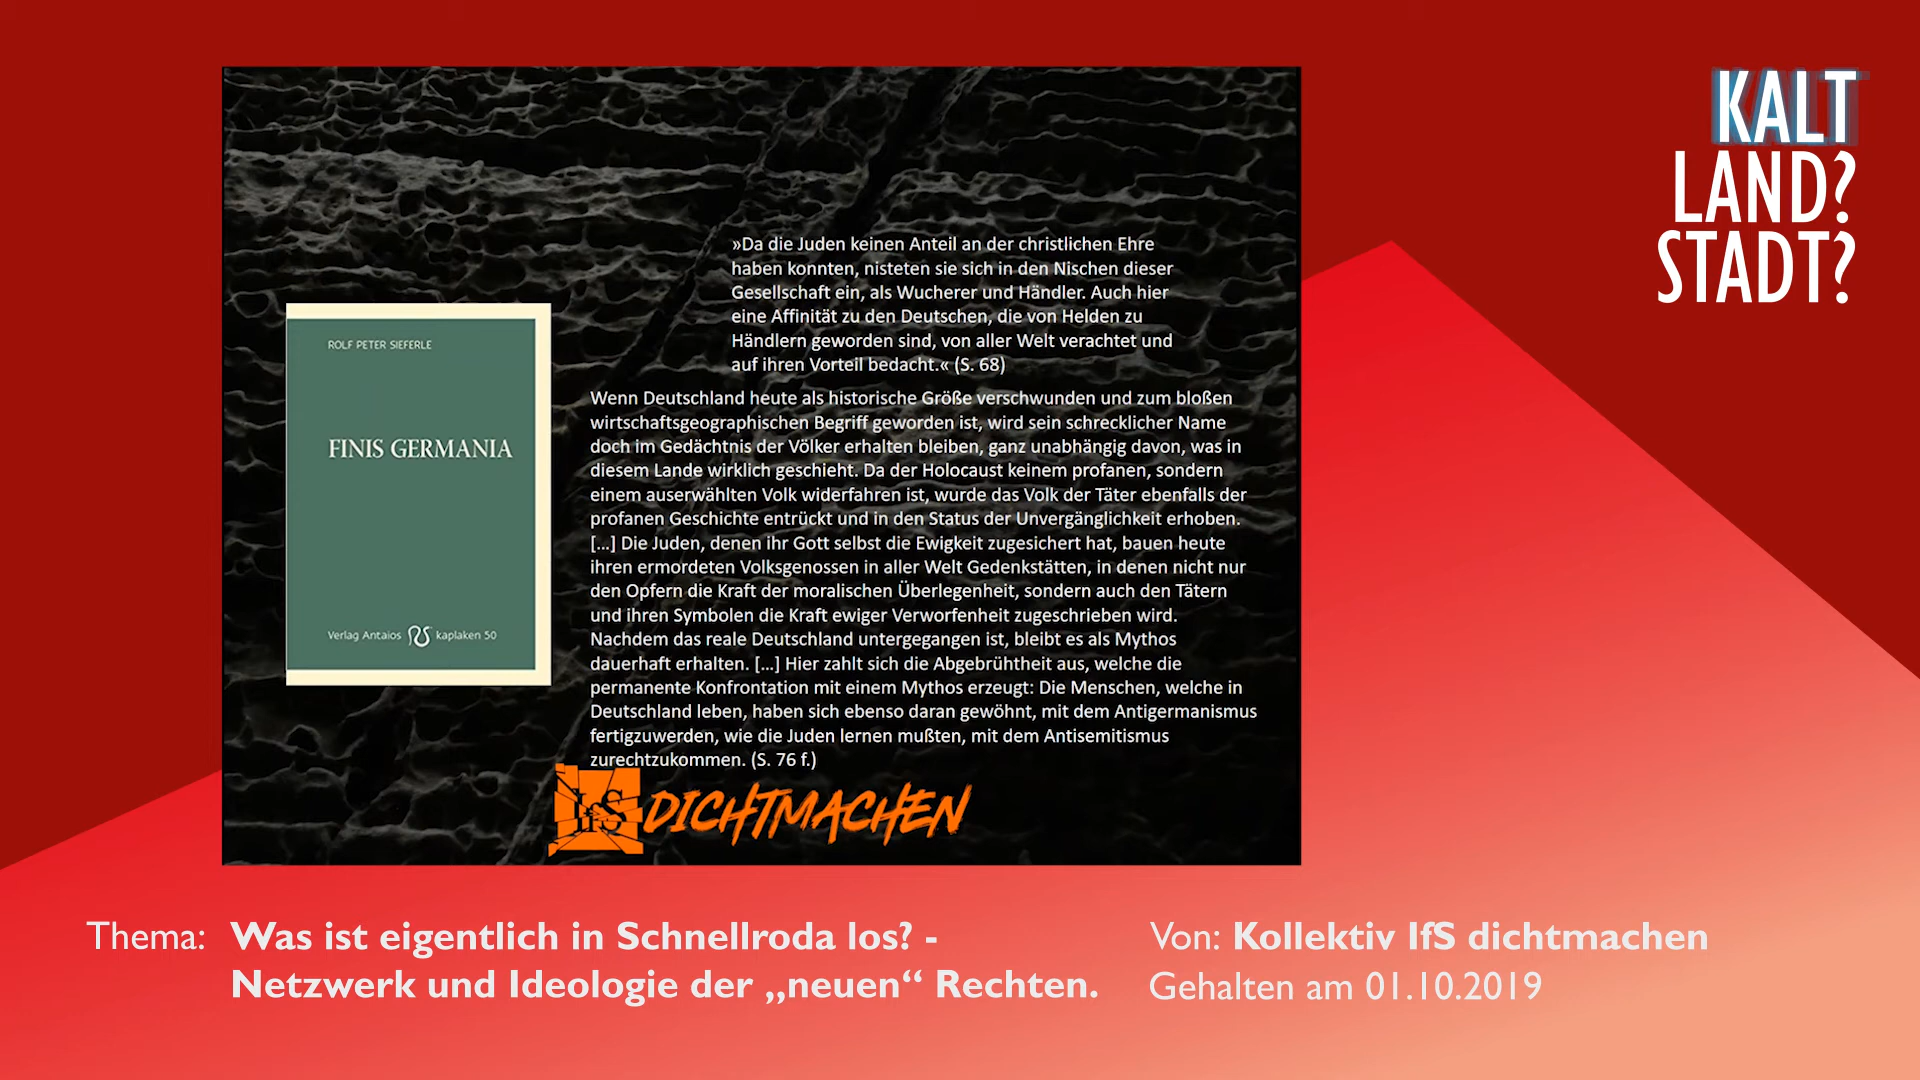 KALT
LAND?
STADT?
»Da die Juden keinen Anteil an der christlichen Ehre
haben konnten, nisteten sie sich in den Nischen dieser
Gesellschaft ein, als Wucherer und Händler. Auch hier
eine Affinität zu den Deutschen, die von Helden zu
Händlern geworden sind, von aller Welt verachtet und
auf ihren Vorteil bedacht.« (S. 68)
ROLF PETER SIEFERLE
FINIS GERMANIA
Verlag Antaios kaplaken 50
Wenn Deutschland heute als historische Größe verschwunden und zum bloßen
wirtschaftsgeographischen Begriff geworden ist, wird sein schrecklicher Name
doch im Gedächtnis der Völker erhalten bleiben, ganz unabhängig davon, was in
diesem Lande wirklich geschieht. Da der Holocaust keinem profanen, sondern
einem auserwählten Volk widerfahren ist, wurde das Volk der Täter ebenfalls der
profanen Geschichte entrückt und in den Status der Unvergänglichkeit erhoben.
[...] Die Juden, denen ihr Gott selbst die Ewigkeit zugesichert hat, bauen heute
ihren ermordeten Volksgenossen in aller Welt Gedenkstätten, in denen nicht nur
den Opfern die Kraft der moralischen Überlegenheit, sondern auch den Tätern
und ihren Symbolen die Kraft ewiger Verworfenheit zugeschrieben wird.
Nachdem das reale Deutschland untergegangen ist, bleibt es als Mythos
dauerhaft erhalten. [...] Hier zahlt sich die Abgebrühtheit aus, welche die
permanente Konfrontation mit einem Mythos erzeugt: Die Menschen, welche in
Deutschland leben, haben sich ebenso daran gewöhnt, mit dem Antigermanismus
fertigzuwerden, wie die Juden lernen mußten, mit dem Antisemitismus
zurechtzukommen. (S. 76 f.)
IfS DICHTMACHEN
Thema: Was ist eigentlich in Schnellroda los? -
Netzwerk und Ideologie der „neuen“ Rechten.
Von: Kollektiv IfS dichtmachen
Gehalten am 01.10.2019